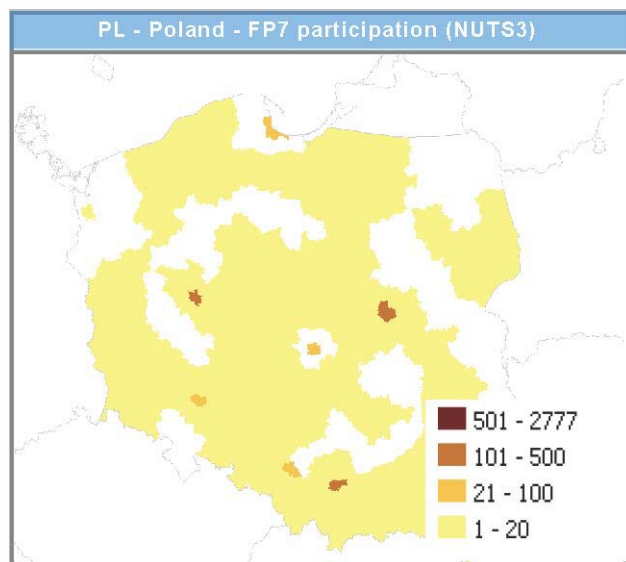 PL - Poland - FP7 participation (NUTS3)
501 - 2777
101 - 500
21 - 100
1 - 20